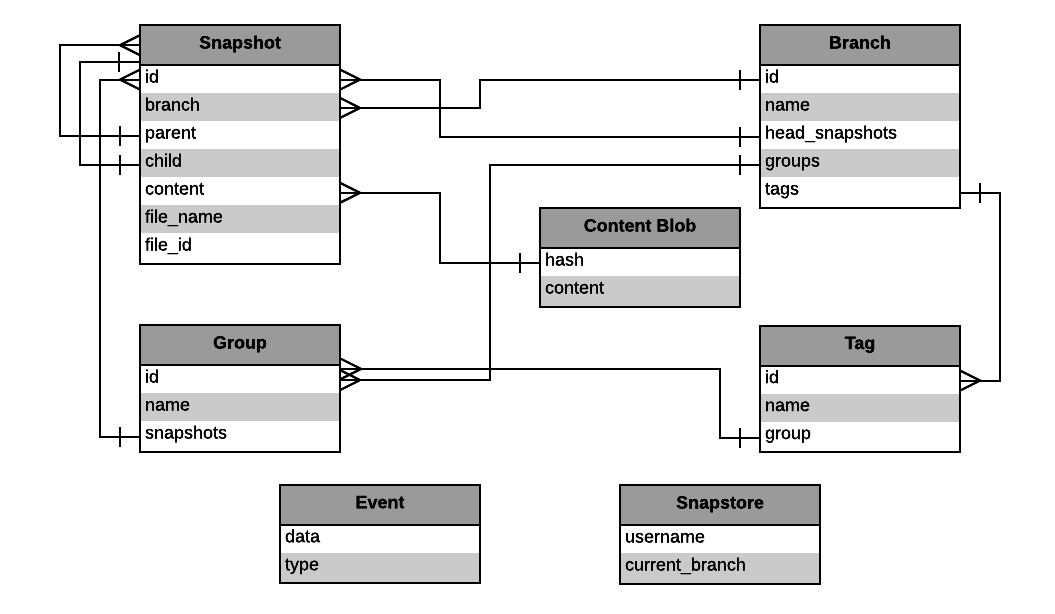 Snapshot
id
branch
parent
child
content
file_name
file_id
Branch
id
name
head_snapshots
groups
tags
Content Blob
hash
content
Group
id
name
snapshots
Tag
id
name
group
Event
data
type
Snapstore
username
current_branch